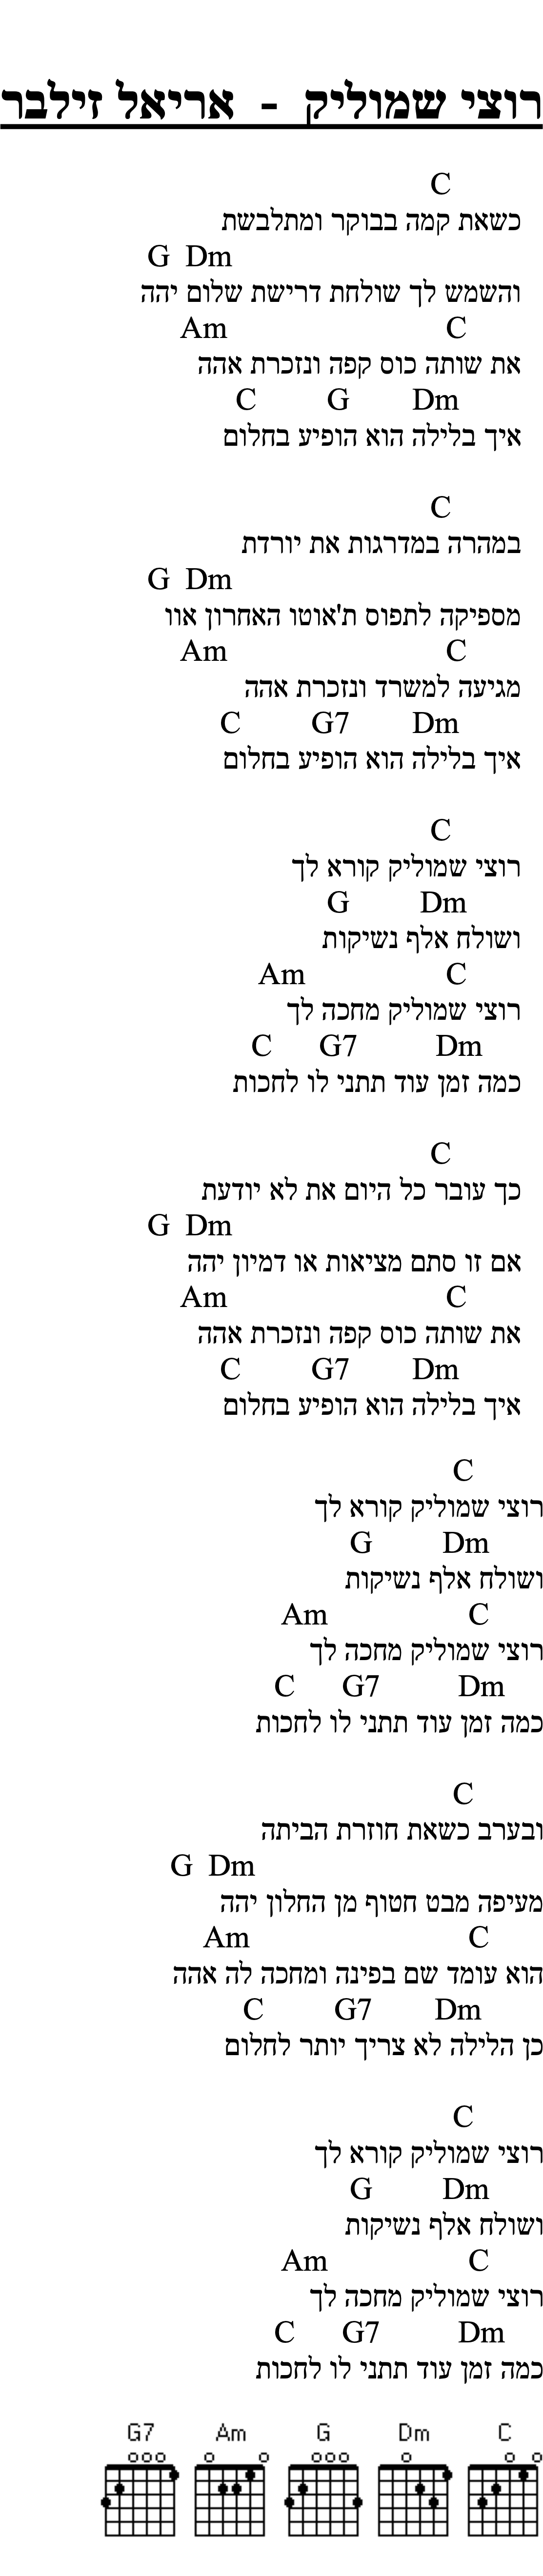 רוצי שמוליק - אריאל זילבר
C
כשאת קמה בבוקר ומתלבשת
G Dm
והשמש לך שולחת דרישת שלום יהה
Am C
את שותה כוס קפה ונזכרת אהה
C G Dm
איך בלילה הוא הופיע בחלום
C
במהרה במדרגות את יורדת
G Dm
מספיקה לתפוס ת'אוטו האחרון אוו
Am C
מגיעה למשרד ונזכרת אהה
C G7 Dm
איך בלילה הוא הופיע בחלום
C
רוצי שמוליק קורא לך
G Dm
ושולח אלף נשיקות
Am C
רוצי שמוליק מחכה לך
C G7 Dm
כמה זמן עוד תתני לו לחכות
C
כך עובר כל היום את לא יודעת
G Dm
אם זו סתם מציאות או דמיון יהה
Am C
את שותה כוס קפה ונזכרת אהה
C G7 Dm
איך בלילה הוא הופיע בחלום
C
רוצי שמוליק קורא לך
G Dm
ושולח אלף נשיקות
Am C
רוצי שמוליק מחכה לך
C G7 Dm
כמה זמן עוד תתני לו לחכות
C
ובערב כשאת חוזרת הביתה
G Dm
מעיפה מבט חטוף מן החלון יהה
Am C
הוא עומד שם בפינה ומחכה לה אהה
C G7 Dm
כן הלילה לא צריך יותר לחלום
C
רוצי שמוליק קורא לך
G Dm
ושולח אלף נשיקות
Am C
רוצי שמוליק מחכה לך
C G7 Dm
כמה זמן עוד תתני לו לחכות
G7 Am G Dm C